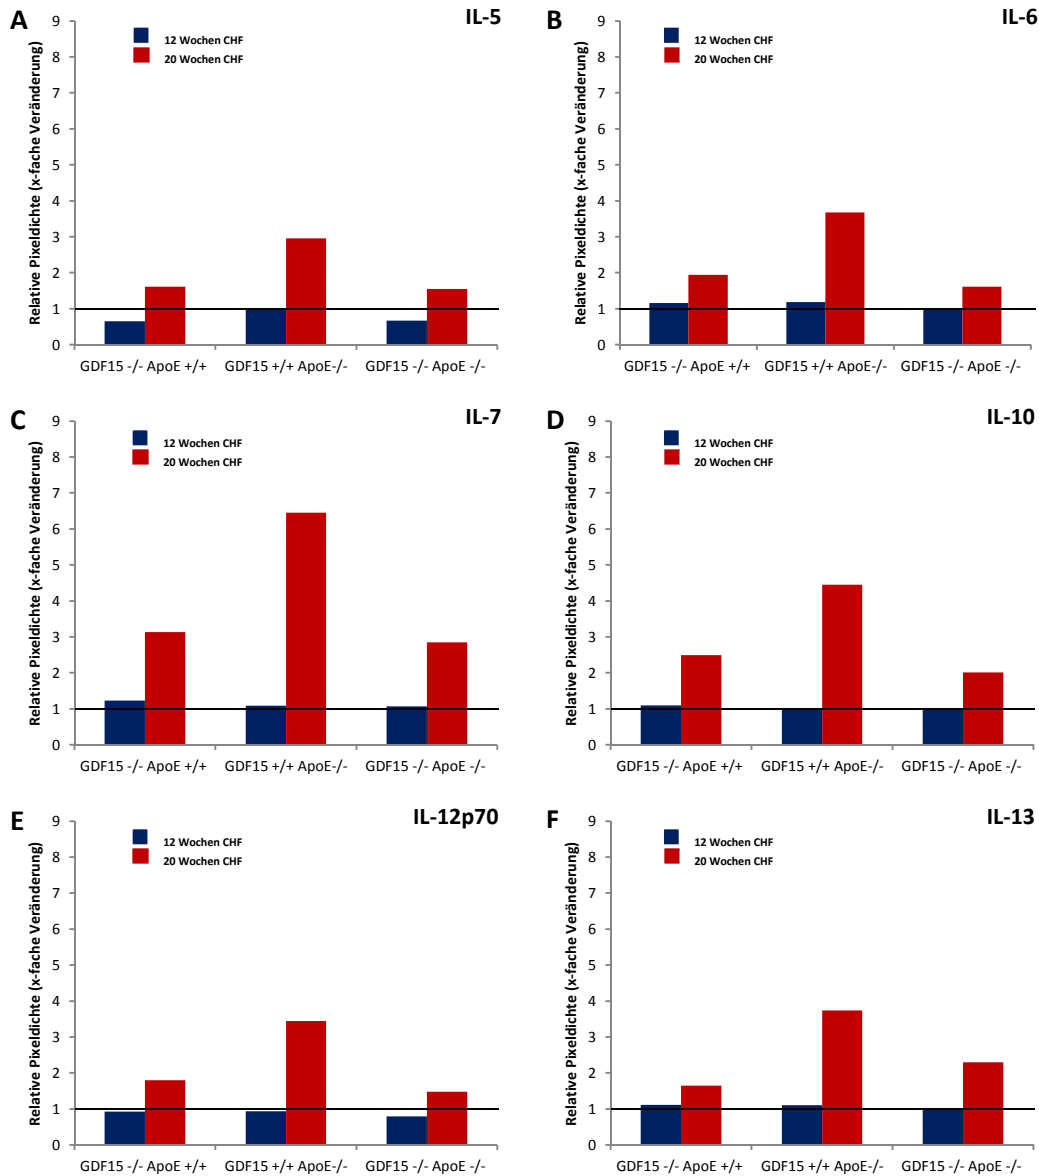 A
IL-5
Relative Pixeldichte (x-fache Veränderung)
9
8
7
6
5
4
3
2
1
0
12 Wochen CHF
20 Wochen CHF
GDF15 -/- ApoE +/+
GDF15 +/+ ApoE-/-
GDF15 -/- ApoE -/-
B
IL-6
Relative Pixeldichte (x-fache Veränderung)
9
8
7
6
5
4
3
2
1
0
12 Wochen CHF
20 Wochen CHF
GDF15 -/- ApoE +/+
GDF15 +/+ ApoE-/-
GDF15 -/- ApoE -/-
C
IL-7
Relative Pixeldichte (x-fache Veränderung)
9
8
7
6
5
4
3
2
1
0
12 Wochen CHF
20 Wochen CHF
GDF15 -/- ApoE +/+
GDF15 +/+ ApoE-/-
GDF15 -/- ApoE -/-
D
IL-10
Relative Pixeldichte (x-fache Veränderung)
9
8
7
6
5
4
3
2
1
0
12 Wochen CHF
20 Wochen CHF
GDF15 -/- ApoE +/+
GDF15 +/+ ApoE-/-
GDF15 -/- ApoE -/-
E
IL-12p70
Relative Pixeldichte (x-fache Veränderung)
9
8
7
6
5
4
3
2
1
0
12 Wochen CHF
20 Wochen CHF
GDF15 -/- ApoE +/+
GDF15 +/+ ApoE-/-
GDF15 -/- ApoE -/-
F
IL-13
Relative Pixeldichte (x-fache Veränderung)
9
8
7
6
5
4
3
2
1
0
12 Wochen CHF
20 Wochen CHF
GDF15 -/- ApoE +/+
GDF15 +/+ ApoE-/-
GDF15 -/- ApoE -/-